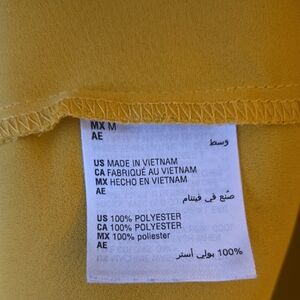 MX M
AE
وسط
US MADE IN VIETNAM
CA FABRIQUÉ AU VIETNAM
MX HECHO EN VIETNAM
AE
صُنع في فيتنام
US 100% POLYESTER
CA 100% POLYESTER
MX 100% poliester
AE
100% بولي أستر